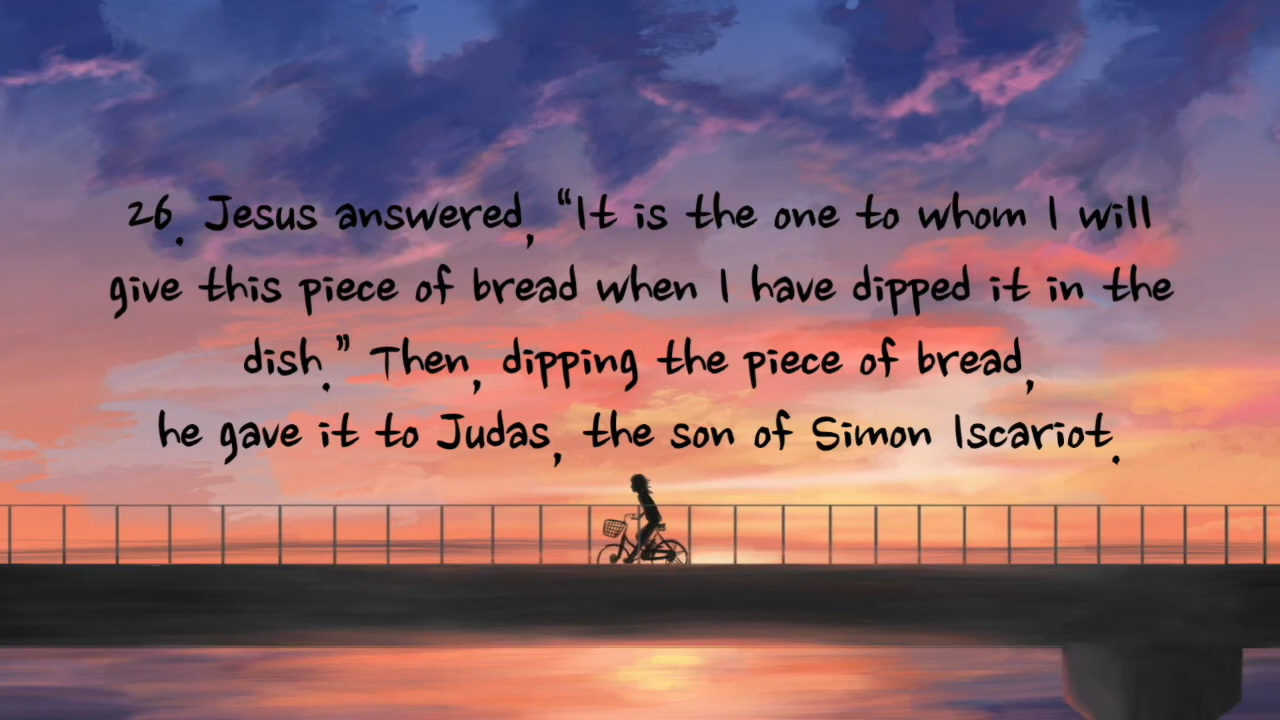 26. Jesus answered, “It is the one to whom I will
give this piece of bread when I have dipped it in the
dish.” Then, dipping the piece of bread,
he gave it to Judas, the son of Simon Iscariot.